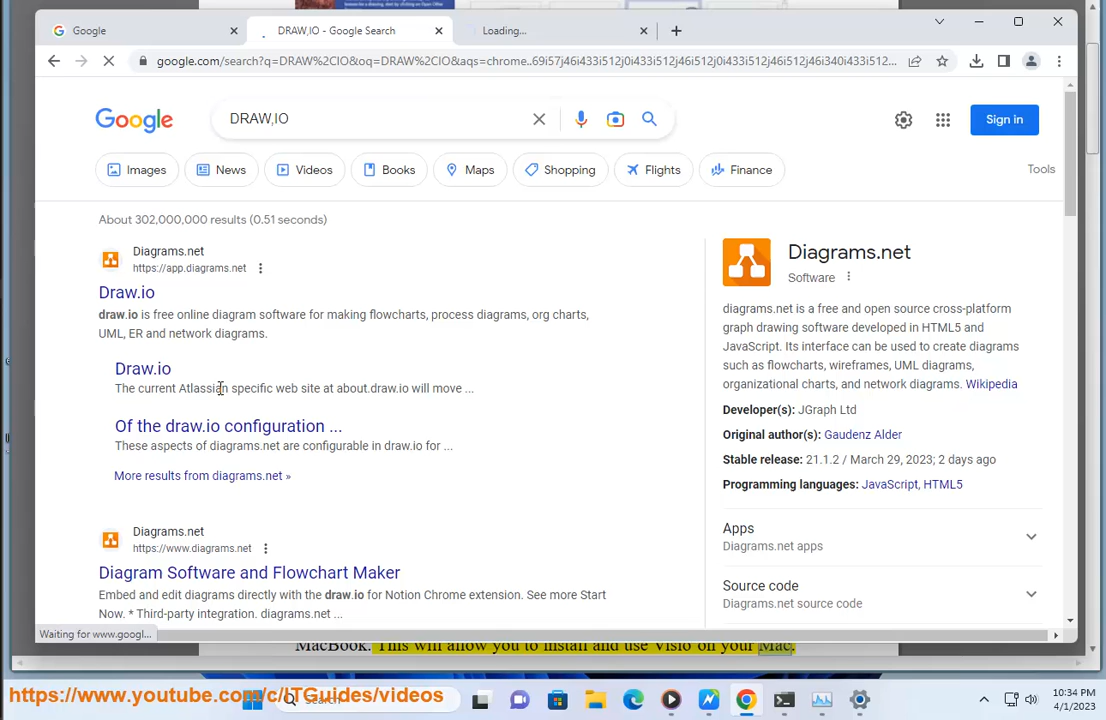 Google
DRAW,IO - Google Search
Loading...
google.com/search?q=DRAW%2CIO&oq=DRAW%2CIO&aqs=chrome..69i57j46i433i512j0i433i512j46i512j0i433i512j46i512j46i340i433i512...
Google
DRAW,IO
Sign in
Images
News
Videos
Books
Maps
Shopping
Flights
Finance
Tools
About 302,000,000 results (0.51 seconds)
Diagrams.net
https://app.diagrams.net
Draw.io
draw.io is free online diagram software for making flowcharts, process diagrams, org charts,
UML, ER and network diagrams.
Draw.io
The current Atlassian specific web site at about.draw.io will move ...
Of the draw.io configuration ...
These aspects of diagrams.net are configurable in draw.io for ...
More results from diagrams.net »
Diagrams.net
https://www.diagrams.net
Diagram Software and Flowchart Maker
Embed and edit diagrams directly with the draw.io for Notion Chrome extension. See more Start
Now. * Third-party integration. diagrams.net ...
Diagrams.net
Software
diagrams.net is a free and open source cross-platform
graph drawing software developed in HTML5 and
JavaScript. Its interface can be used to create diagrams
such as flowcharts, wireframes, UML diagrams,
organizational charts, and network diagrams. Wikipedia
Developer(s): JGraph Ltd
Original author(s): Gaudenz Alder
Stable release: 21.1.2 / March 29, 2023; 2 days ago
Programming languages: JavaScript, HTML5
Apps
Diagrams.net apps
Source code
Diagrams.net source code
Waiting for www.googl...
MacBook. This will allow you to install and use Visio on your Mac.
https://www.youtube.com/c/ITGuides/videos
Search
10:34 PM
4/1/2023